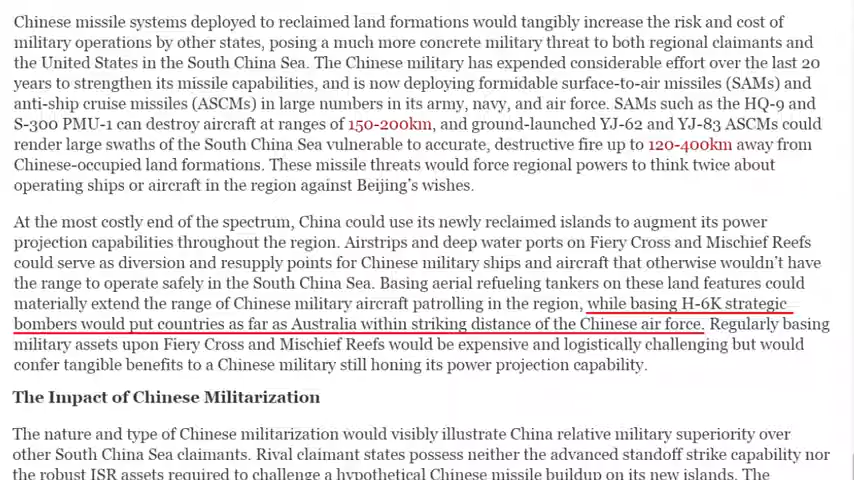 Chinese missile systems deployed to reclaimed land formations would tangibly increase the risk and cost of
military operations by other states, posing a much more concrete military threat to both regional claimants and
the United States in the South China Sea. The Chinese military has expended considerable effort over the last 20
years to strengthen its missile capabilities, and is now deploying formidable surface-to-air missiles (SAMs) and
anti-ship cruise missiles (ASCMs) in large numbers in its army, navy, and air force. SAMs such as the HQ-9 and
S-300 PMU-1 can destroy aircraft at ranges of 150-200km, and ground-launched YJ-62 and YJ-83 ASCMs could
render large swaths of the South China Sea vulnerable to accurate, destructive fire up to 120-400km away from
Chinese-occupied land formations. These missile threats would force regional powers to think twice about
operating ships or aircraft in the region against Beijing's wishes.
At the most costly end of the spectrum, China could use its newly reclaimed islands to augment its power
projection capabilities throughout the region. Airstrips and deep water ports on Fiery Cross and Mischief Reefs
could serve as diversion and resupply points for Chinese military ships and aircraft that otherwise wouldn't have
the range to operate safely in the South China Sea. Basing aerial refueling tankers on these land features could
materially extend the range of Chinese military aircraft patrolling in the region, while basing H-6K strategic
bombers would put countries as far as Australia within striking distance of the Chinese air force. Regularly basing
military assets upon Fiery Cross and Mischief Reefs would be expensive and logistically challenging but would
confer tangible benefits to a Chinese military still honing its power projection capability.
The Impact of Chinese Militarization
The nature and type of Chinese militarization would visibly illustrate China relative military superiority over
other South China Sea claimants. Rival claimant states possess neither the advanced standoff strike capability nor
the robust ISR assets required to challenge a hypothetical Chinese missile buildup on its new islands. The